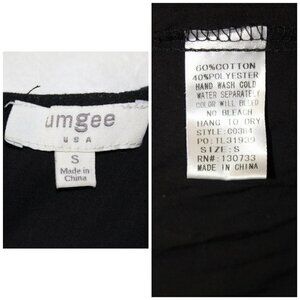 umgee
USA
S
Made in
China
60%COTTON
40%POLYESTER
HAND WASH COLD
WATER SEPARATELY
COLOR WILL BLEED
NO BLEACH
HANG TO DRY
STYLE: C0384
PO: TL31939
SIZE: S
RN#: 130733
MADE IN CHINA